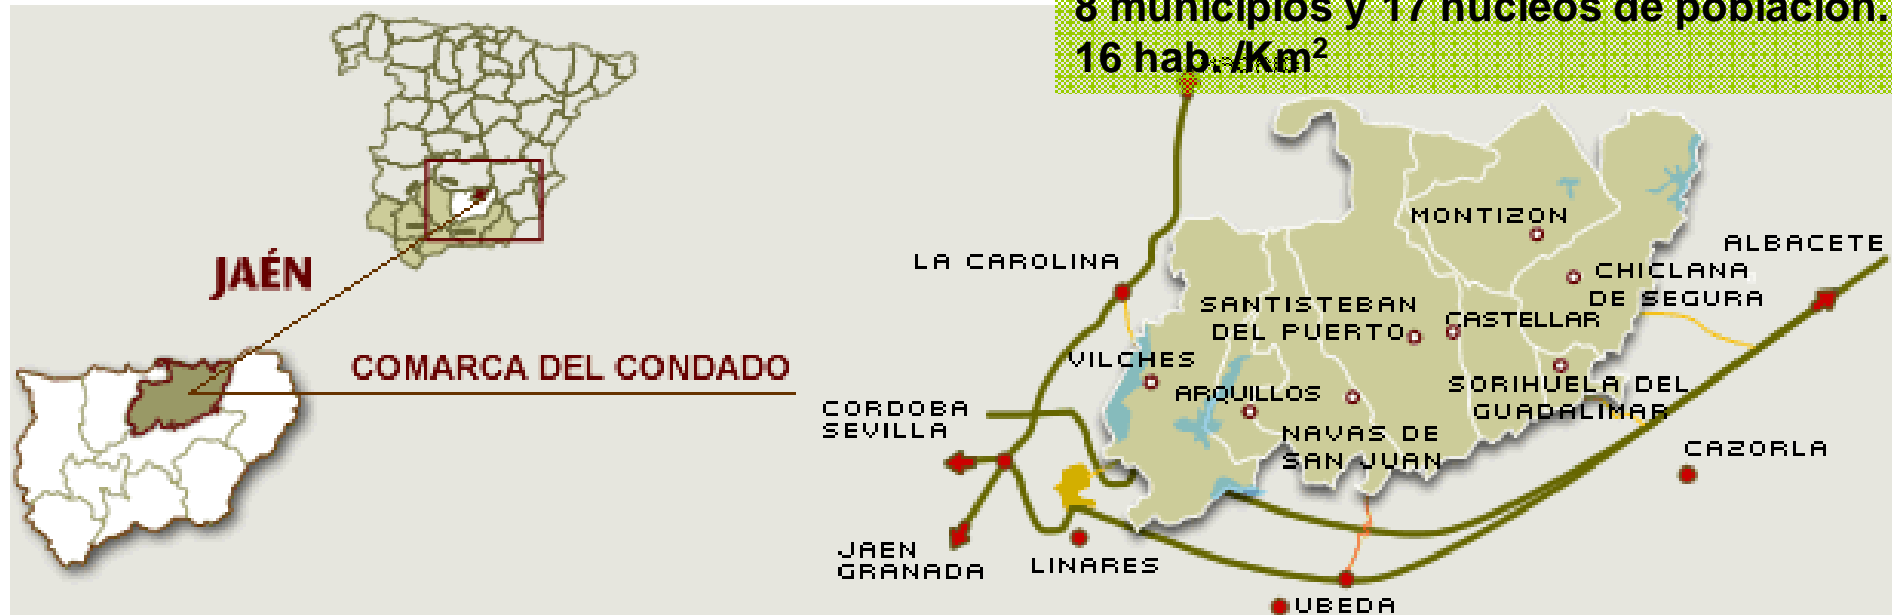 8 municipios y 17 núcleos de población.
16 hab. /Km²
JAÉN
COMARCA DEL CONDADO
MONTIZON
ALBACETE
LA CAROLINA
CHICLANA
DE SEGURA
SANTISTEBAN
DEL PUERTO
CASTELLAR
VILCHES
ARQUILLOS
SORIHUELA DEL
GUADALIMAR
CORDOBA
SEVILLA
NAVAS DE
SAN JUAN
CAZORLA
JAEN
GRANADA
LINARES
UBEDA